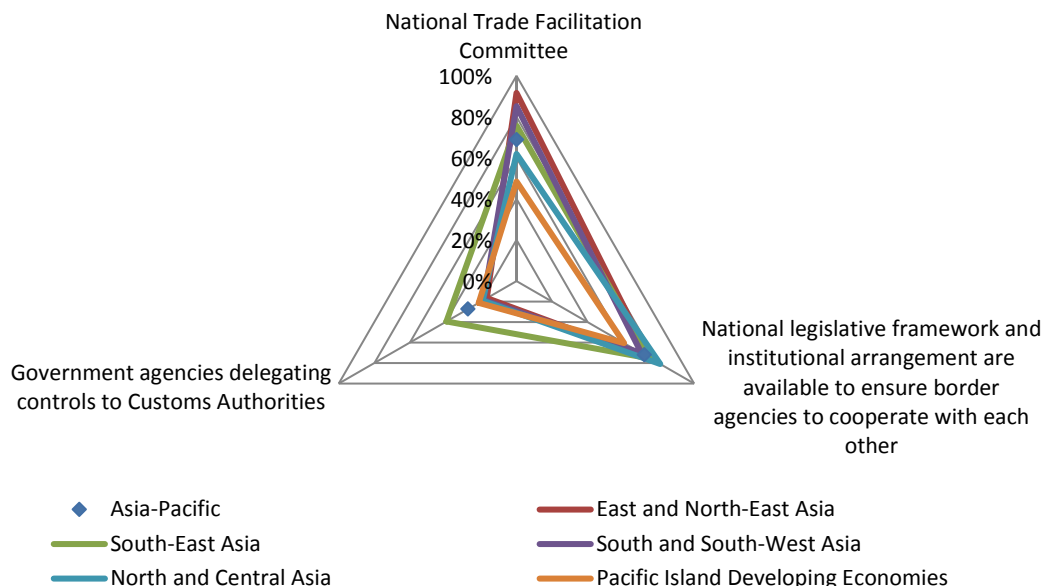 National Trade Facilitation
Committee
100%
80%
60%
40%
20%
0%
National legislative framework and
institutional arrangement are
available to ensure border
agencies to cooperate with each
other
Government agencies delegating
controls to Customs Authorities
Asia-Pacific
East and North-East Asia
South-East Asia
South and South-West Asia
North and Central Asia
Pacific Island Developing Economies